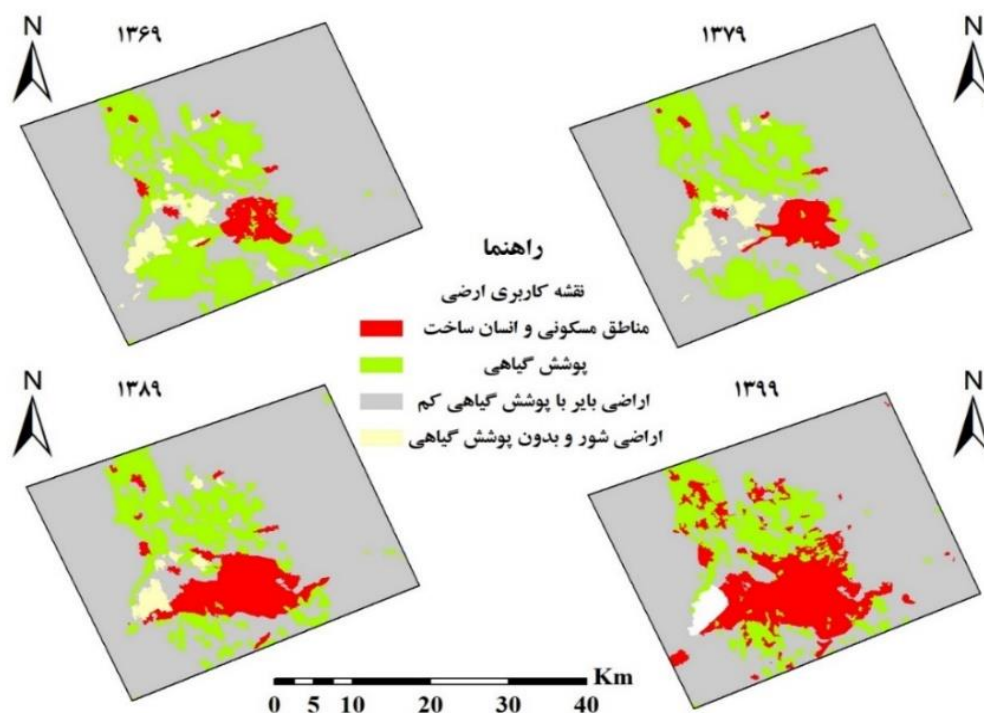 N
۱۳۶۹
۱۳۷۹
N
راهنما
نقشه کاربری ارضی
مناطق مسکونی و انسان ساخت
پوشش گیاهی
اراضی بایر با پوشش گیاهی کم
اراضی شور و بدون پوشش گیاهی
N
۱۳۸۹
۱۳۹۹
N
Km
0 5 10 20 30 40